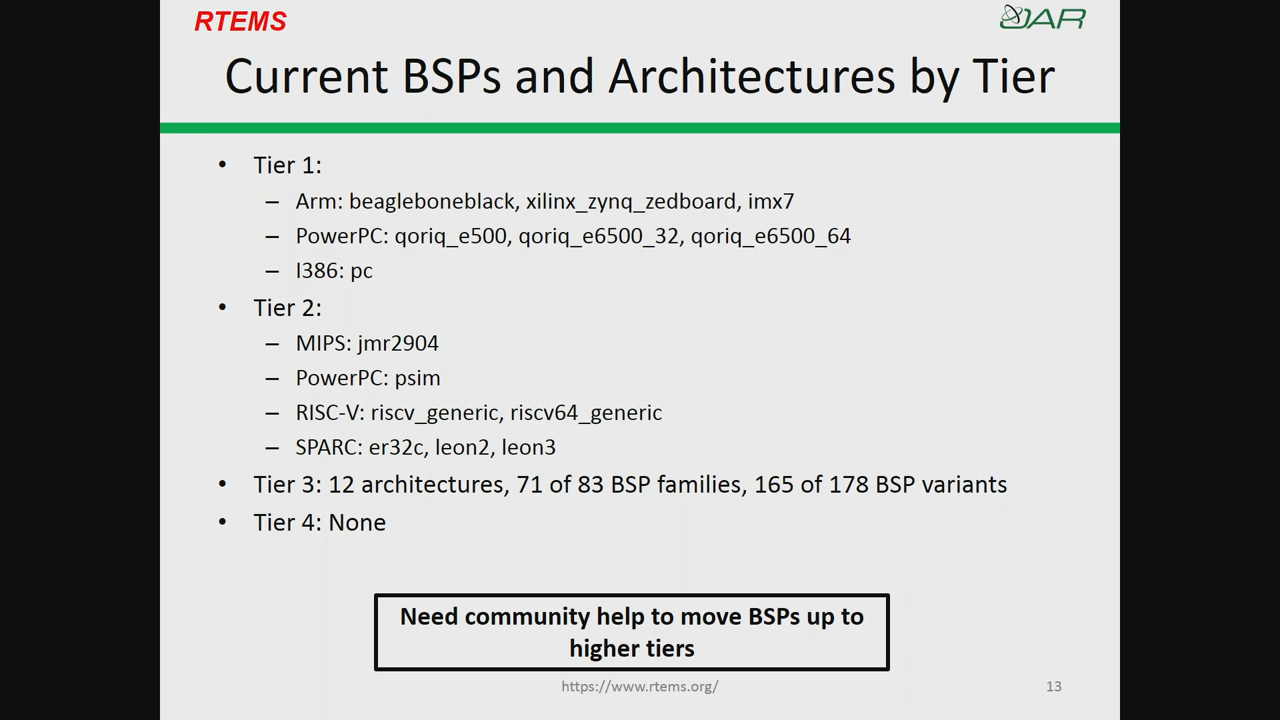 RTEMS
OAR
Current BSPs and Architectures by Tier
• Tier 1:
– Arm: beagleboneblack, xilinx_zynq_zedboard, imx7
– PowerPC: qoriq_e500, qoriq_e6500_32, qoriq_e6500_64
– I386: pc
• Tier 2:
– MIPS: jmr2904
– PowerPC: psim
– RISC-V: riscv_generic, riscv64_generic
– SPARC: er32c, leon2, leon3
• Tier 3: 12 architectures, 71 of 83 BSP families, 165 of 178 BSP variants
• Tier 4: None
Need community help to move BSPs up to
higher tiers
https://www.rtems.org/
13